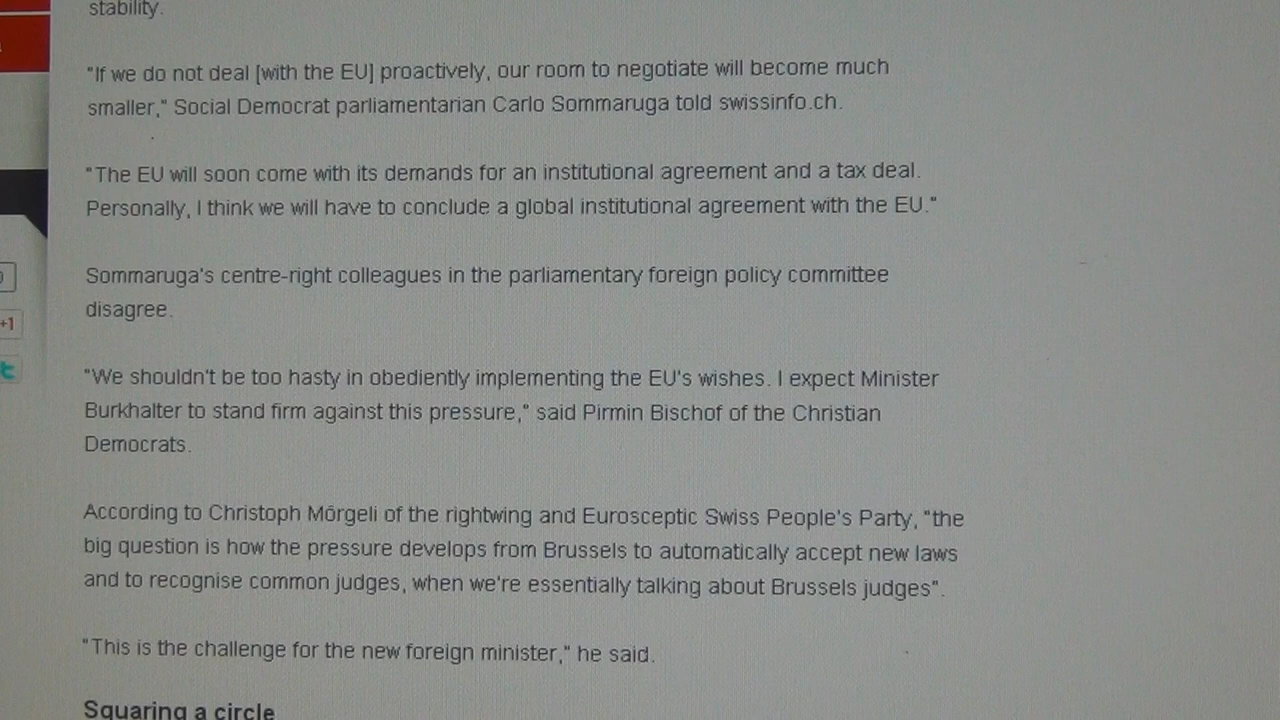 stability.
"If we do not deal [with the EU] proactively, our room to negotiate will become much
smaller," Social Democrat parliamentarian Carlo Sommaruga told swissinfo.ch.
"The EU will soon come with its demands for an institutional agreement and a tax deal.
Personally, I think we will have to conclude a global institutional agreement with the EU."
Sommaruga's centre-right colleagues in the parliamentary foreign policy committee
disagree.
"We shouldn't be too hasty in obediently implementing the EU's wishes. I expect Minister
Burkhalter to stand firm against this pressure," said Pirmin Bischof of the Christian
Democrats.
+1
According to Christoph Mörgeli of the rightwing and Eurosceptic Swiss People's Party, "the
big question is how the pressure develops from Brussels to automatically accept new laws
and to recognise common judges, when we're essentially talking about Brussels judges".
"This is the challenge for the new foreign minister," he said.
Squaring a circle